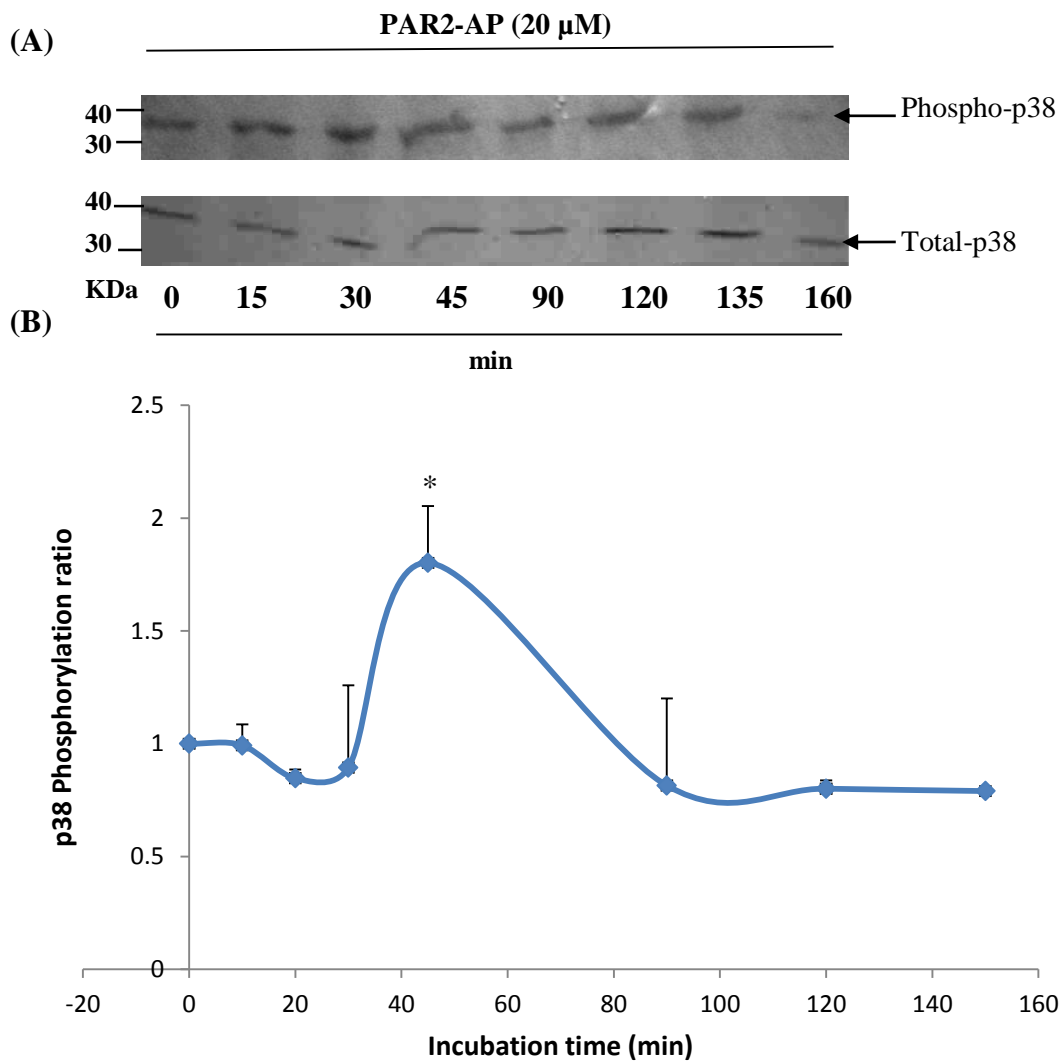 (A)
PAR2-AP (20 µM)
40
30
Phospho-p38
40
30
Total-p38
KDa 0 15 30 45 90 120 135 160
min
(B)
2.5
2
1.5
1
0.5
0
*
p38 Phosphorylation ratio
-20 0 20 40 60 80 100 120 140 160
Incubation time (min)